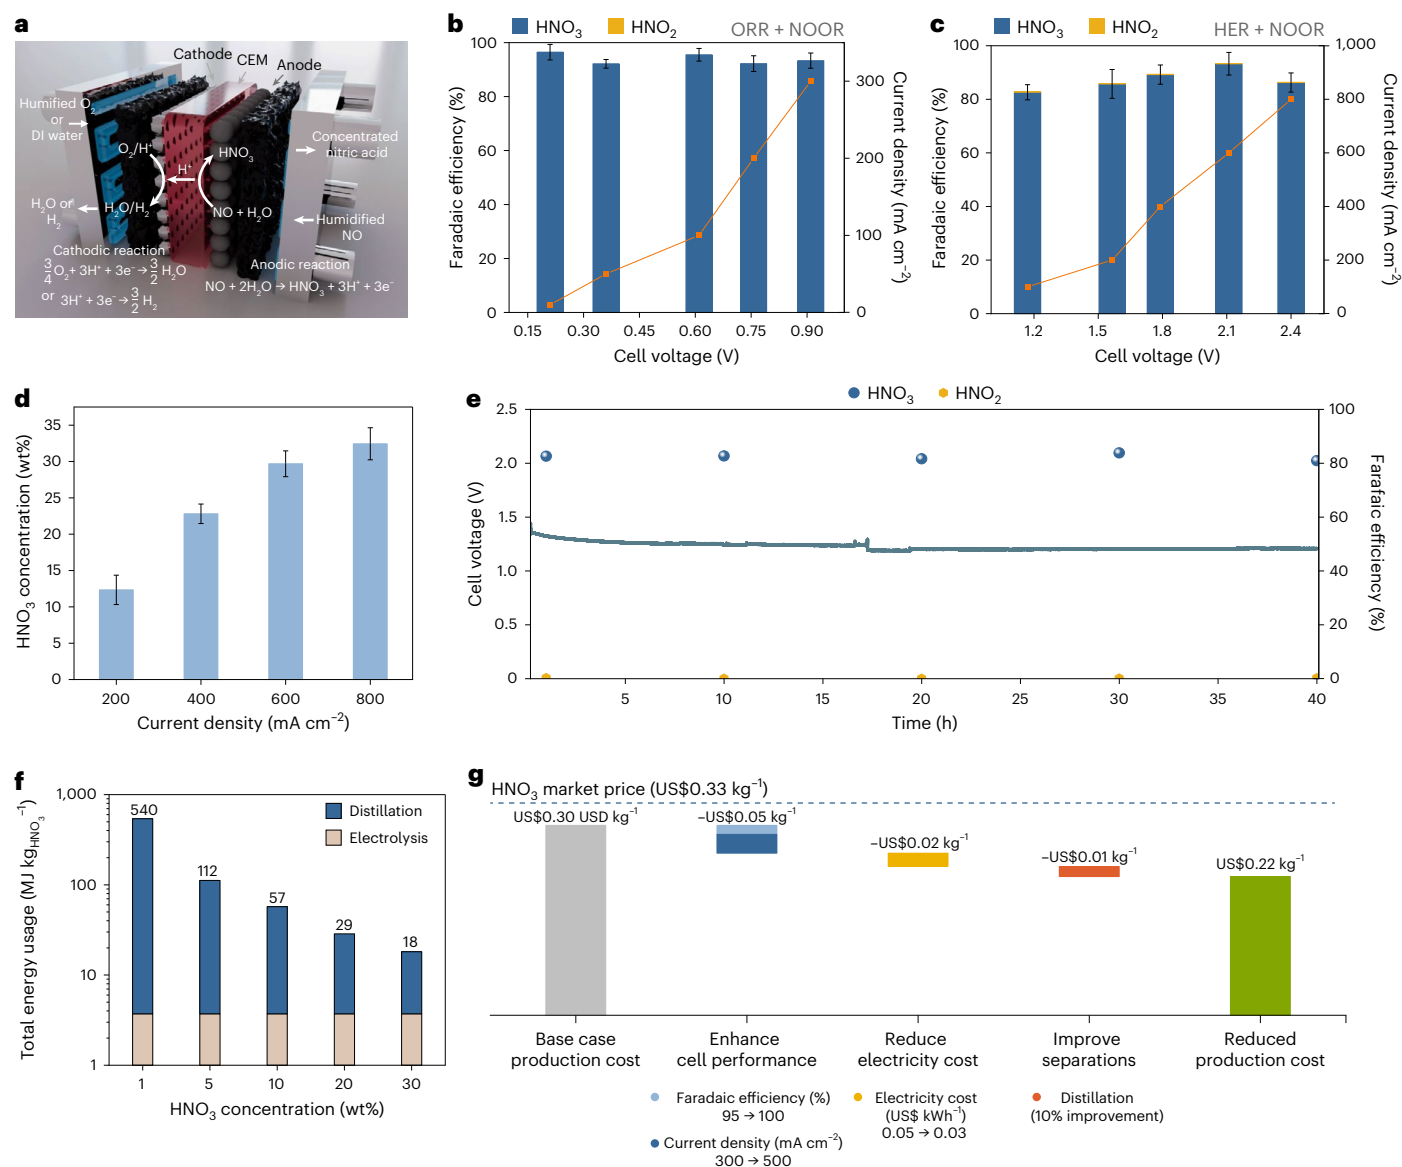 a
Cathode
CEM
Anode
Humified O2
or
DI water
O2/H+
HNO3
H+
Concentrated
nitric acid
H2O or
H2
H2O/H2
NO + H2O
Humidified
NO
Cathodic reaction
3/4 O2 + 3H+ + 3e− → 3/2 H2O
or 3H+ + 3e− → 3/2 H2
Anodic reaction
NO + 2H2O → HNO3 + 3H+ + 3e−
b
HNO3
HNO2
ORR + NOOR
Faradaic efficiency (%)
100
80
60
40
20
0
0.15 0.30 0.45 0.60 0.75 0.90
Cell voltage (V)
300
200
100
0
Current density (mA cm−2)
c
HNO3
HNO2
HER + NOOR
Faradaic efficiency (%)
100
80
60
40
20
0
1.2 1.5 1.8 2.1 2.4
Cell voltage (V)
1,000
800
600
400
200
0
Current density (mA cm−2)
d
HNO3 concentration (wt%)
35
30
25
20
15
10
5
0
200 400 600 800
Current density (mA cm−2)
e
HNO3
HNO2
Cell voltage (V)
2.5
2.0
1.5
1.0
0.5
0
5 10 15 20 25 30 35 40
Time (h)
100
80
60
40
20
0
Farafaic efficiency (%)
f
Total energy usage (MJ kgHNO3−1)
1,000
100
10
1
540
112
57
29
18
Distillation
Electrolysis
1 5 10 20 30
HNO3 concentration (wt%)
g
HNO3 market price (US$0.33 kg−1)
US$0.30 USD kg−1
−US$0.05 kg−1
−US$0.02 kg−1
−US$0.01 kg−1
US$0.22 kg−1
Base case
production cost
Enhance
cell performance
Reduce
electricity cost
Improve
separations
Reduced
production cost
Faradaic efficiency (%)
95 → 100
Current density (mA cm−2)
300 → 500
Electricity cost
(US$ kWh−1)
0.05 → 0.03
Distillation
(10% improvement)